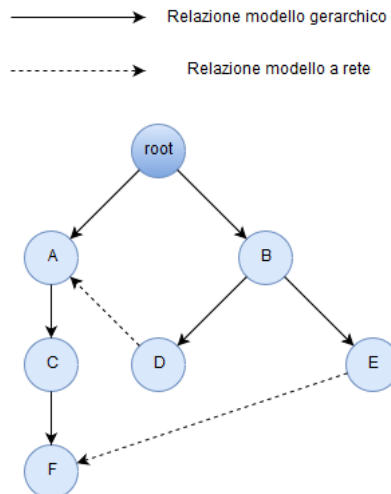 Relazione modello gerarchico
Relazione modello a rete
root
A
B
C
D
E
F